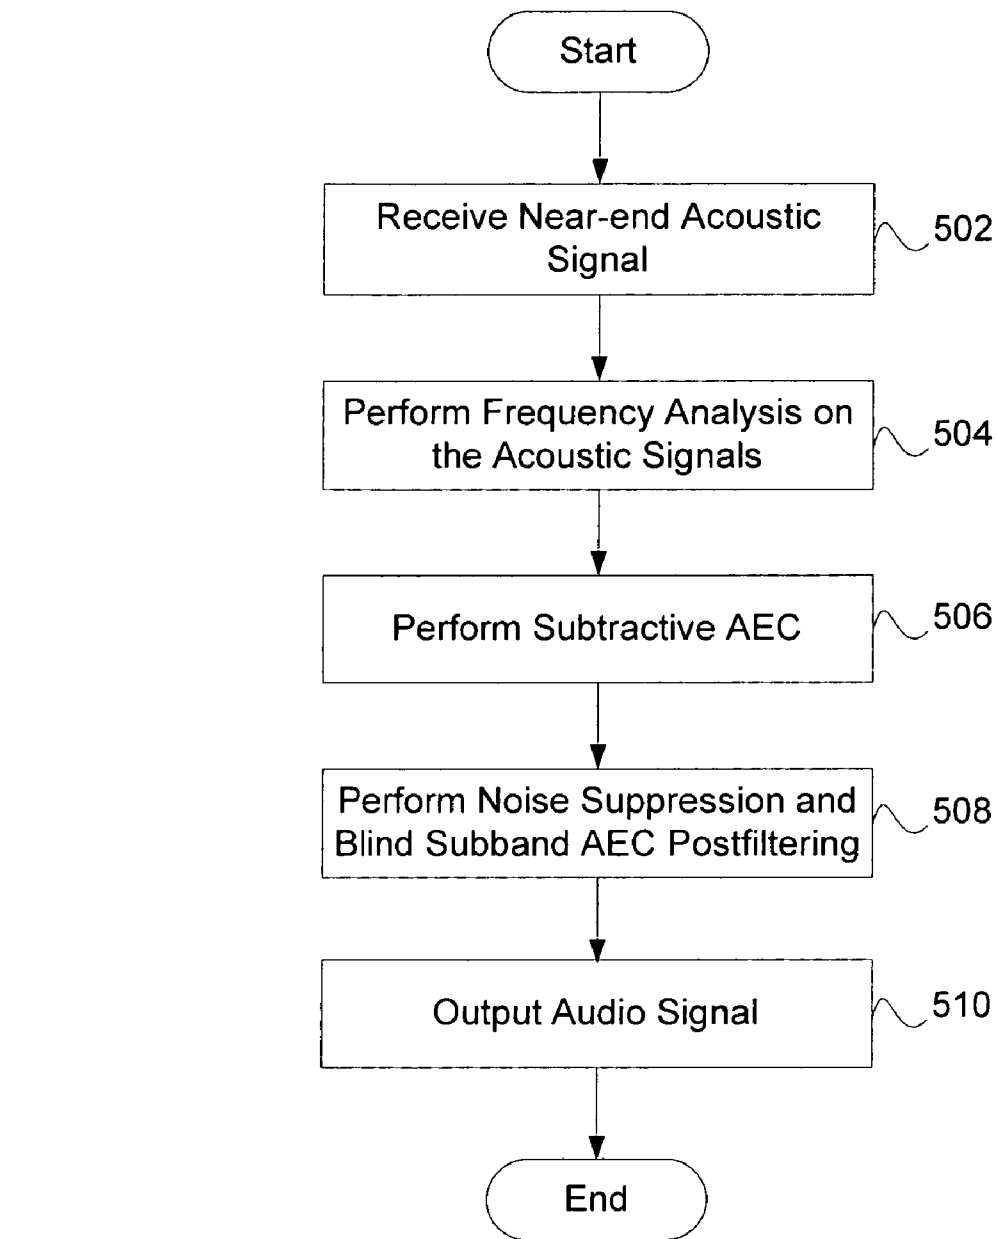 Start
Receive Near-end Acoustic
Signal
502
Perform Frequency Analysis on
the Acoustic Signals
504
Perform Subtractive AEC
506
Perform Noise Suppression and
Blind Subband AEC Postfiltering
508
Output Audio Signal
510
End